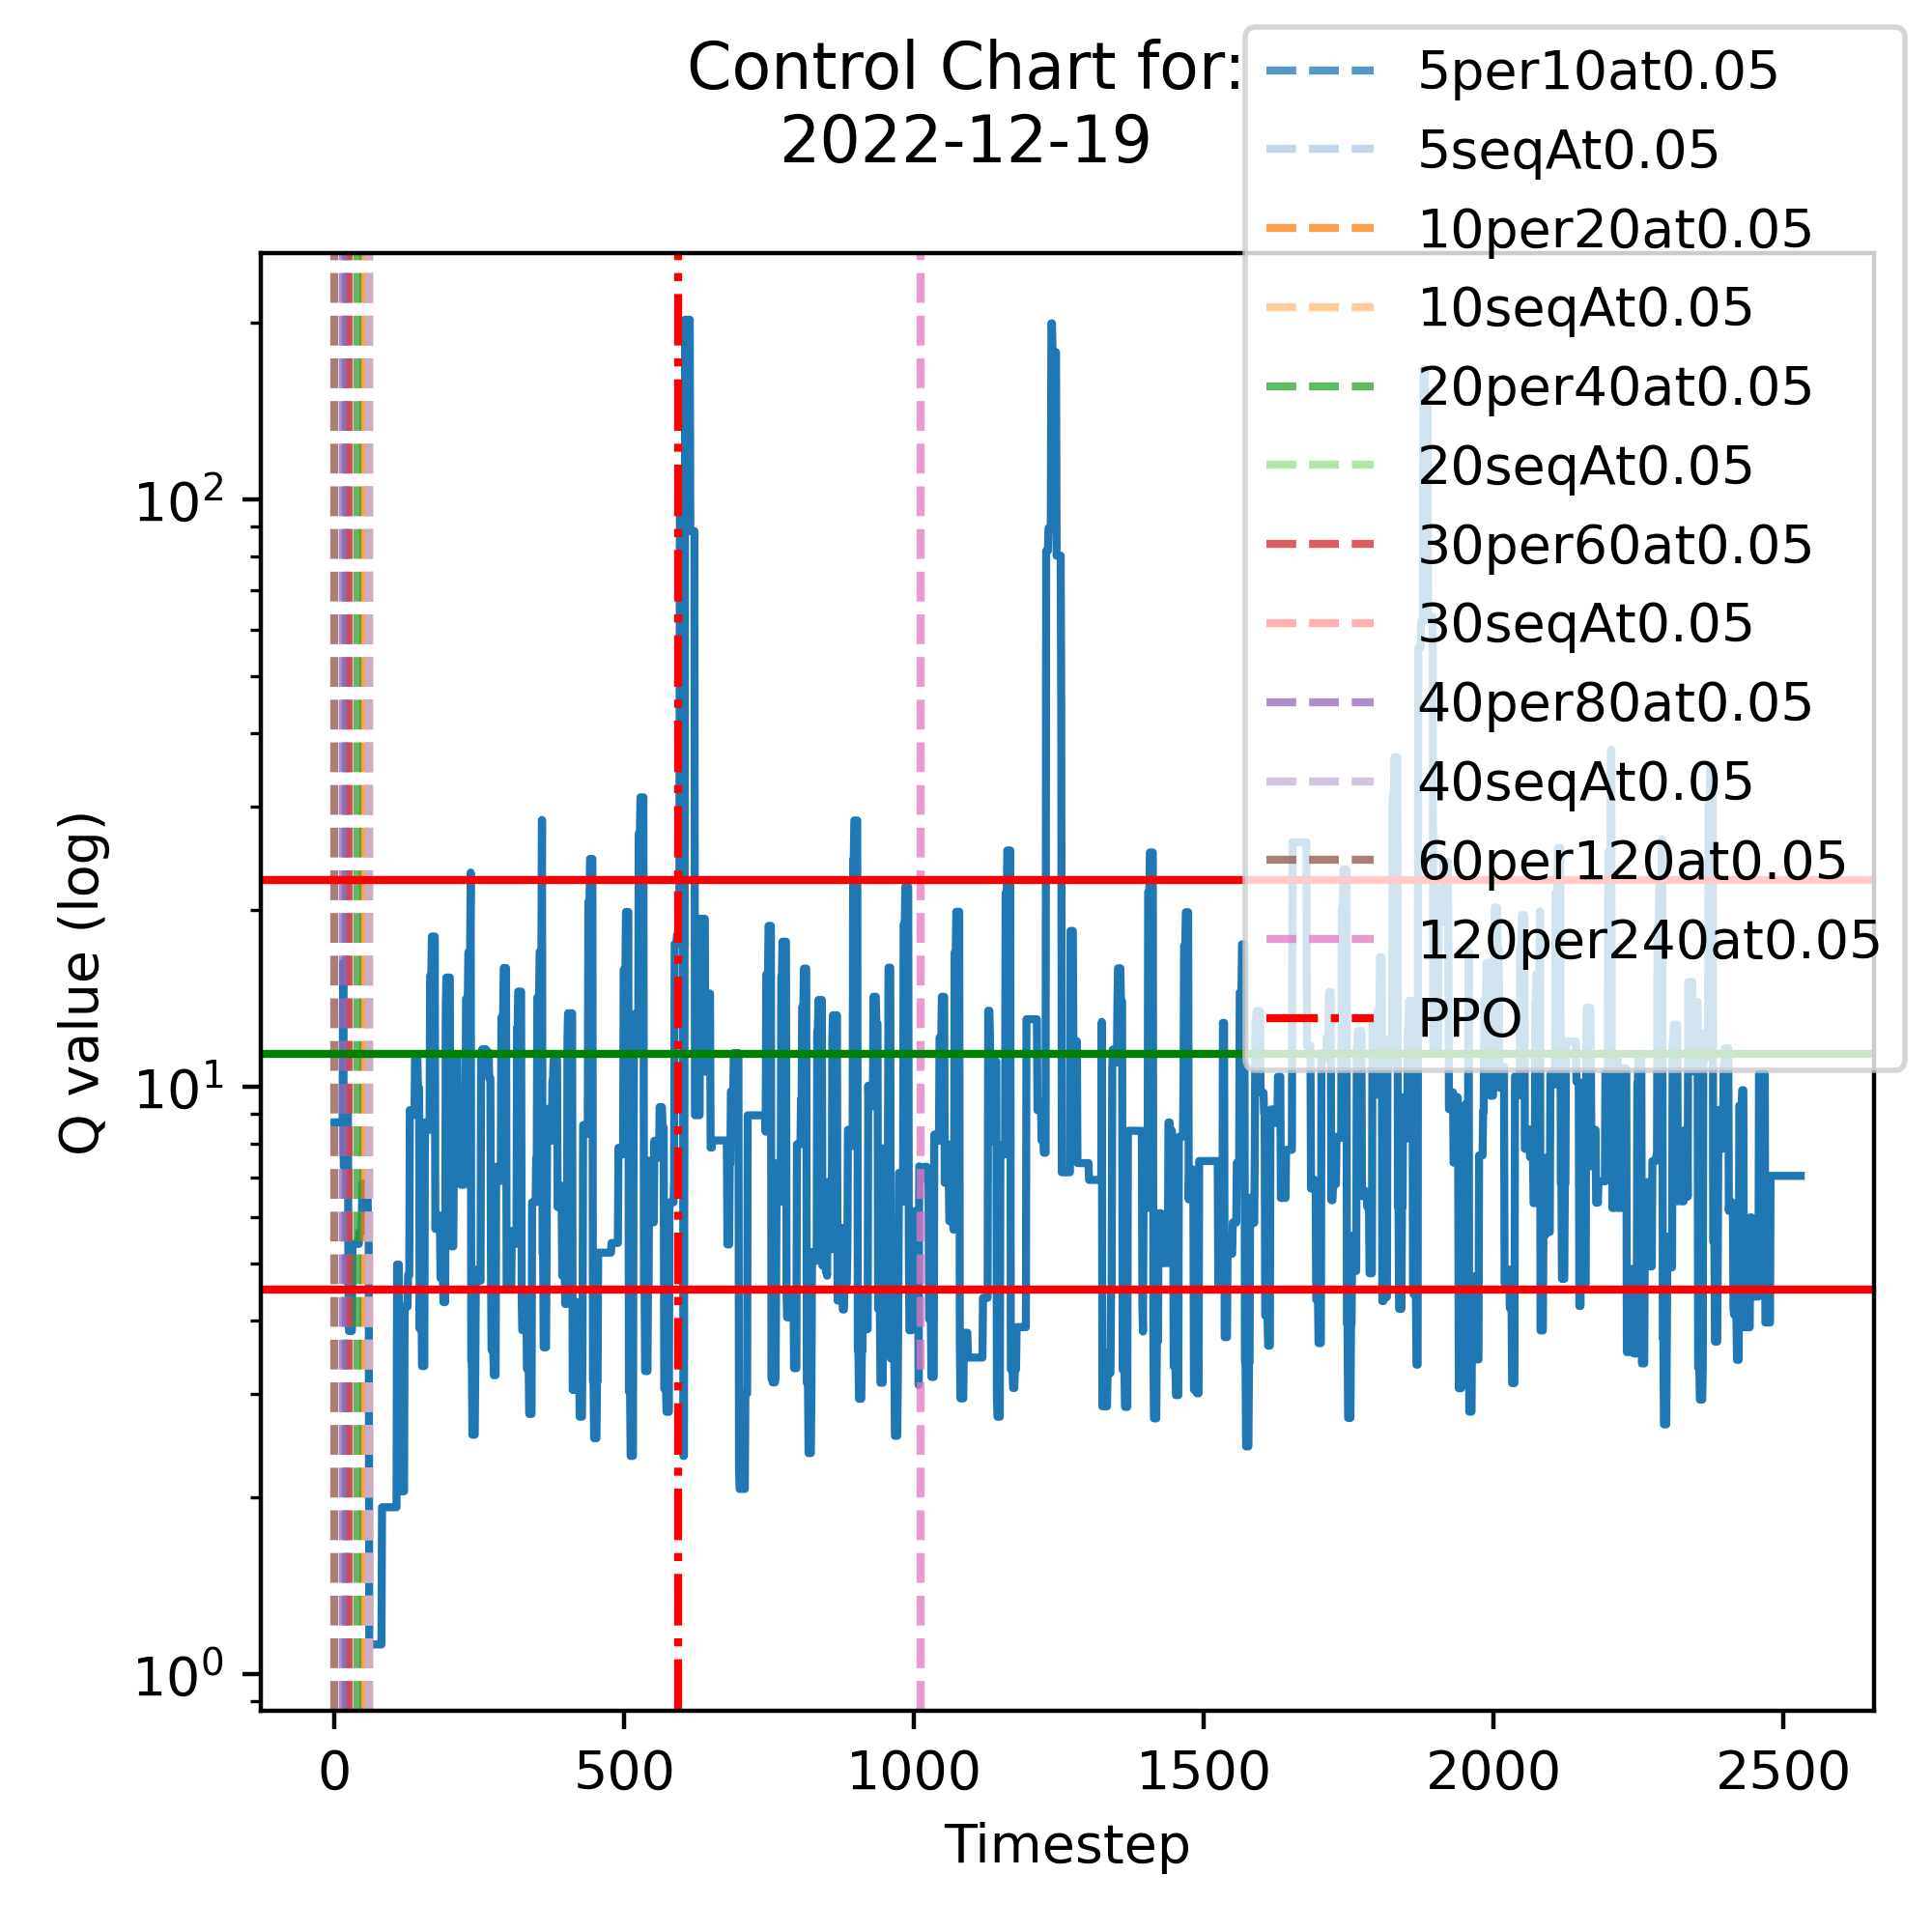 Control Chart for:
2022-12-19
5per10at0.05
5seqAt0.05
10per20at0.05
10seqAt0.05
20per40at0.05
20seqAt0.05
30per60at0.05
30seqAt0.05
40per80at0.05
40seqAt0.05
60per120at0.05
120per240at0.05
PPO
Q value (log)
10²
10¹
10⁰
0 500 1000 1500 2000 2500
Timestep